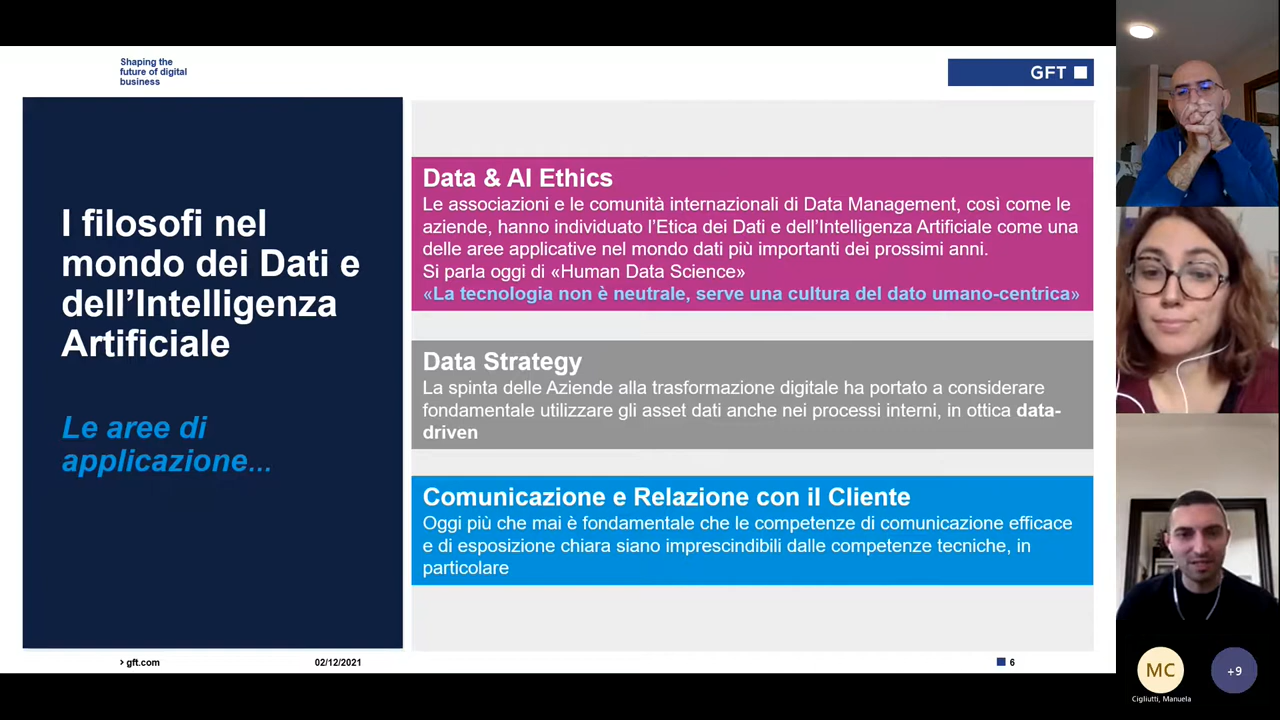 Shaping the
future of digital
business
GFT
I filosofi nel
mondo dei Dati e
dell'Intelligenza
Artificiale
Le aree di
applicazione...
Data & AI Ethics
Le associazioni e le comunità internazionali di Data Management, così come le
aziende, hanno individuato l'Etica dei Dati e dell'Intelligenza Artificiale come una
delle aree applicative nel mondo dati più importanti dei prossimi anni.
Si parla oggi di «Human Data Science»
«La tecnologia non è neutrale, serve una cultura del dato umano-centrica»
Data Strategy
La spinta delle Aziende alla trasformazione digitale ha portato a considerare
fondamentale utilizzare gli asset dati anche nei processi interni, in ottica data-
driven
Comunicazione e Relazione con il Cliente
Oggi più che mai è fondamentale che le competenze di comunicazione efficace
e di esposizione chiara siano imprescindibili dalle competenze tecniche, in
particolare
› gft.com
02/12/2021
6
MC
+9
Cigliutti, Manuela